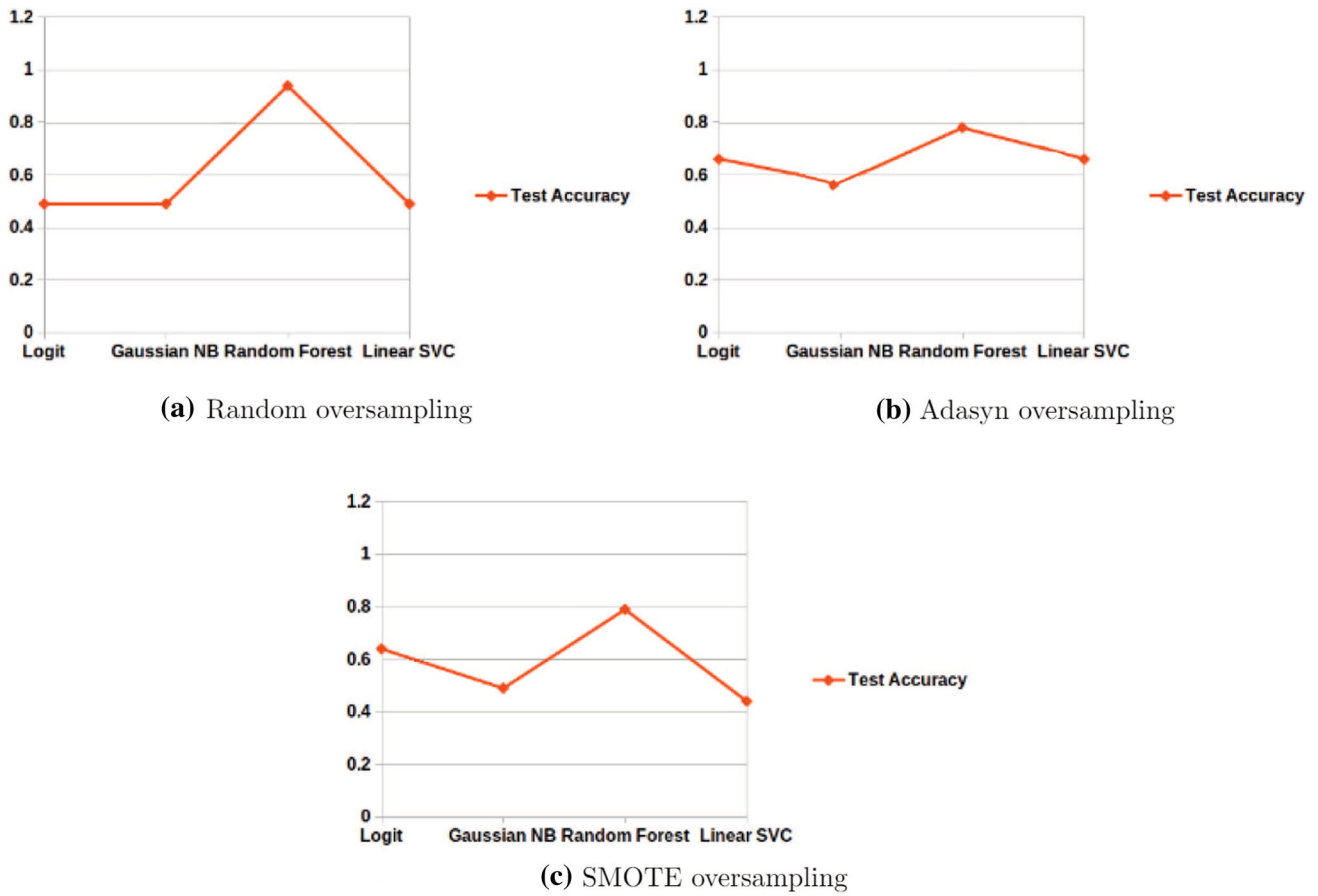 1.2
1
0.8
0.6
0.4
0.2
0
Logit Gaussian NB Random Forest Linear SVC
Test Accuracy
(a) Random oversampling
1.2
1
0.8
0.6
0.4
0.2
0
Logit Gaussian NB Random Forest Linear SVC
Test Accuracy
(b) Adasyn oversampling
1.2
1
0.8
0.6
0.4
0.2
0
Logit Gaussian NB Random Forest Linear SVC
Test Accuracy
(c) SMOTE oversampling